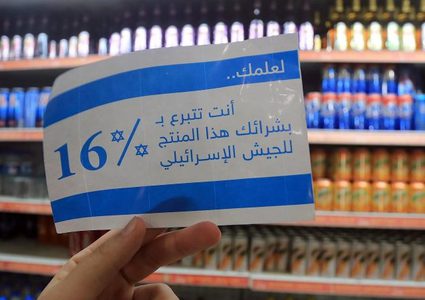 لعلمك..
أنت تتبرع بـ
16%
بشرائك هذا المنتج
للجيش الإسرائيلي